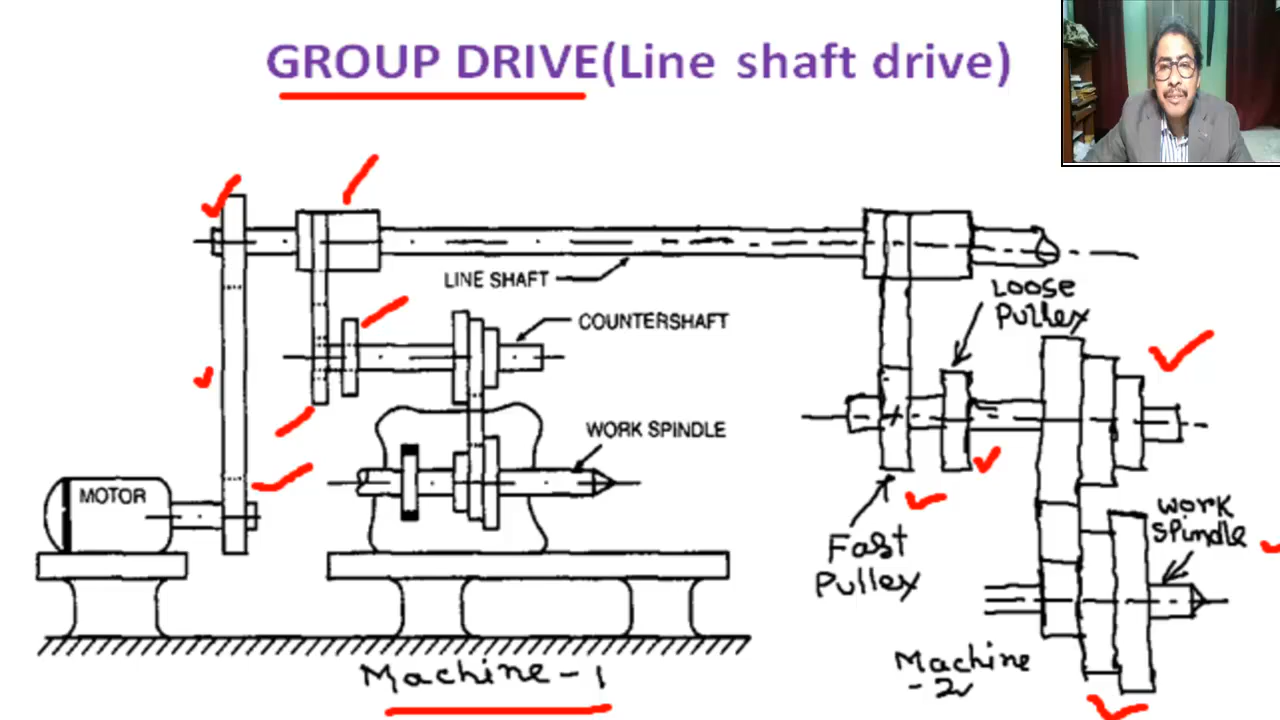 GROUP DRIVE(Line shaft drive)
LINE SHAFT
LOOSE
Pulley
COUNTERSHAFT
WORK SPINDLE
MOTOR
Work
Spindle
Fast
Pulley
Machine-1
Machine
-2